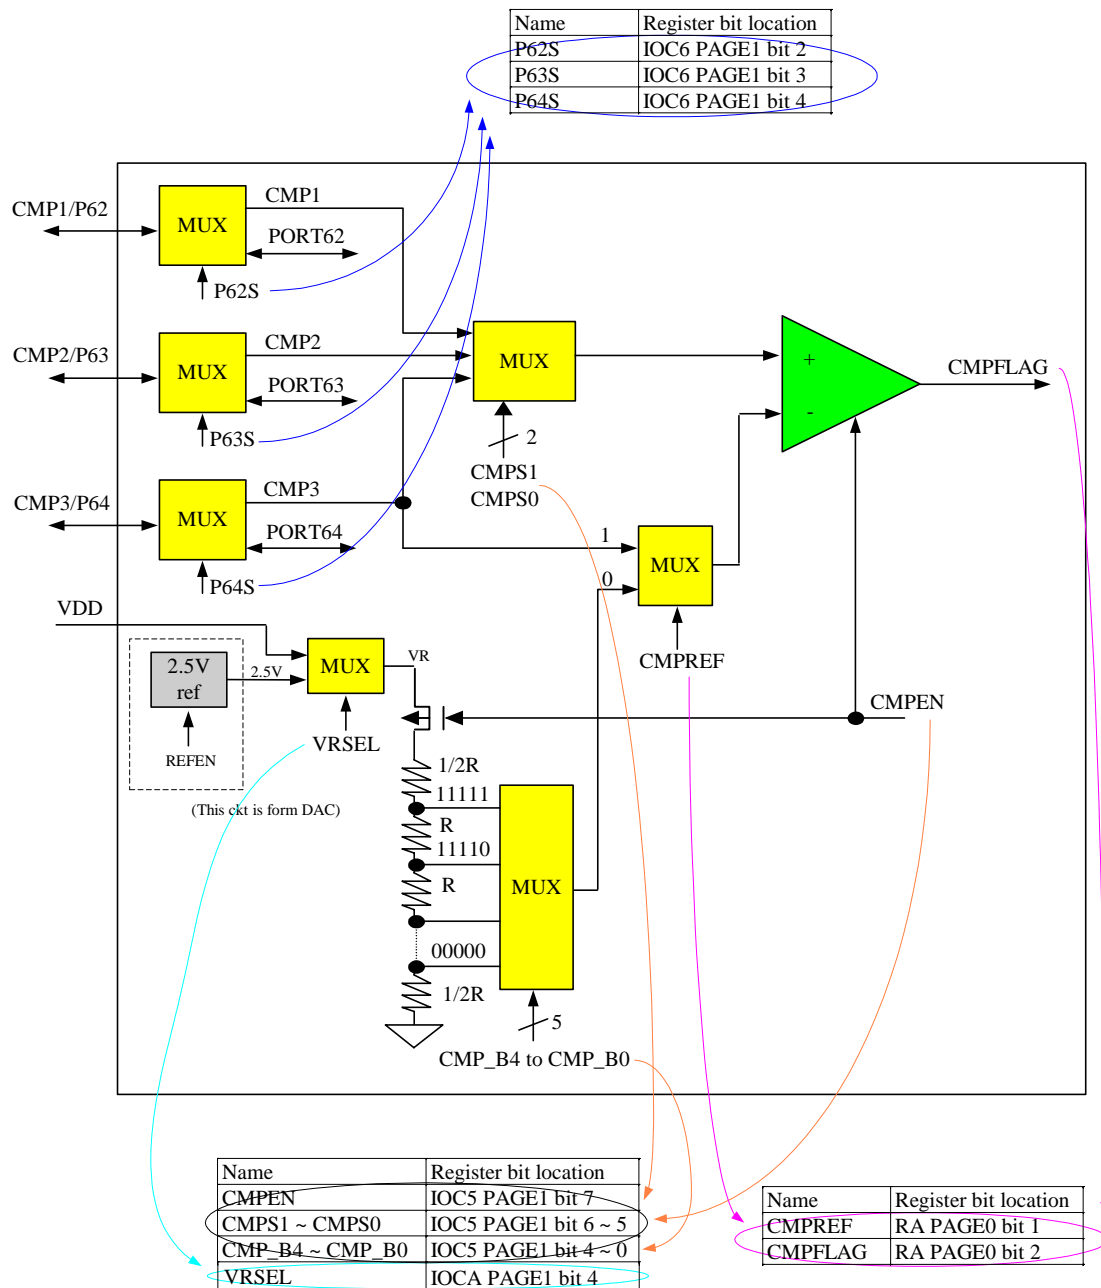 Name Register bit location
P62S IOC6 PAGE1 bit 2
P63S IOC6 PAGE1 bit 3
P64S IOC6 PAGE1 bit 4
CMP1/P62
MUX
CMP1
PORT62
P62S
CMP2/P63
MUX
CMP2
PORT63
P63S
CMP3/P64
MUX
CMP3
PORT64
P64S
MUX
2
CMPS1
CMPS0
+
-
CMPFLAG
1
0
MUX
CMPREF
CMPEN
VDD
2.5V
ref
2.5V
REFEN
MUX
VR
VRSEL
(This ckt is form DAC)
1/2R
11111
R
11110
R
00000
1/2R
MUX
5
CMP_B4 to CMP_B0
Name Register bit location
CMPEN IOC5 PAGE1 bit 7
CMPS1 ~ CMPS0 IOC5 PAGE1 bit 6 ~ 5
CMP_B4 ~ CMP_B0 IOC5 PAGE1 bit 4 ~ 0
VRSEL IOCA PAGE1 bit 4
Name Register bit location
CMPREF RA PAGE0 bit 1
CMPFLAG RA PAGE0 bit 2